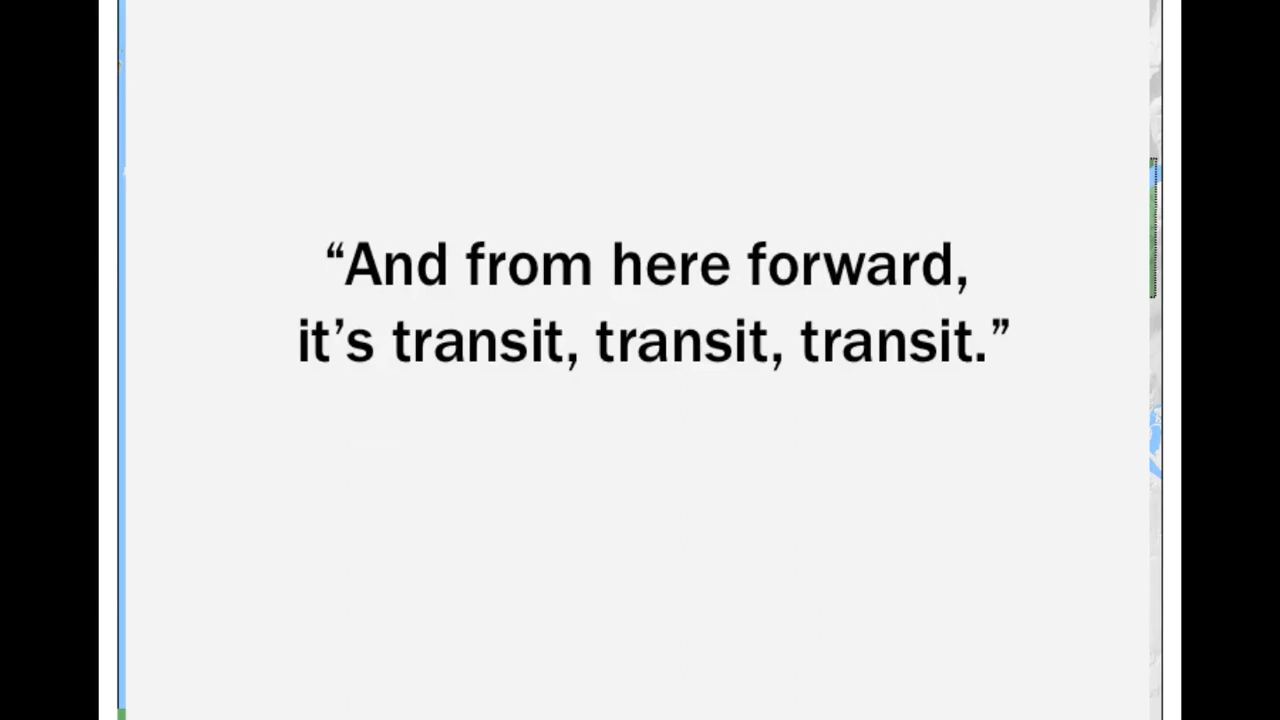 “And from here forward,
it’s transit, transit, transit.”